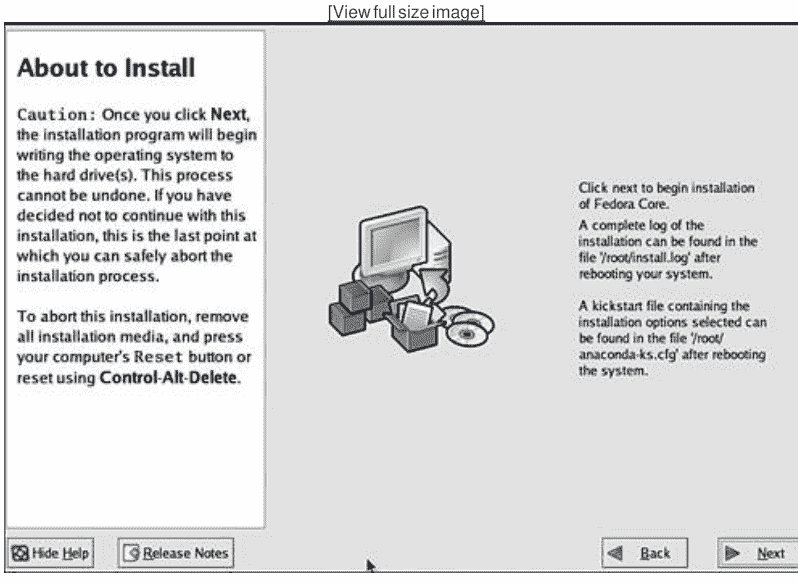 [View full size image]
About to Install
Caution: Once you click Next,
the installation program will begin
writing the operating system to
the hard drive(s). This process
cannot be undone. If you have
decided not to continue with this
installation, this is the last point at
which you can safely abort the
installation process.
To abort this installation, remove
all installation media, and press
your computer's Reset button or
reset using Control-Alt-Delete.
Click next to begin installation
of Fedora Core.
A complete log of the
installation can be found in the
file '/root/install.log' after
rebooting your system.
A kickstart file containing the
installation options selected can
be found in the file '/root/
anaconda-ks.cfg' after rebooting
the system.
Hide Help
Release Notes
Back
Next